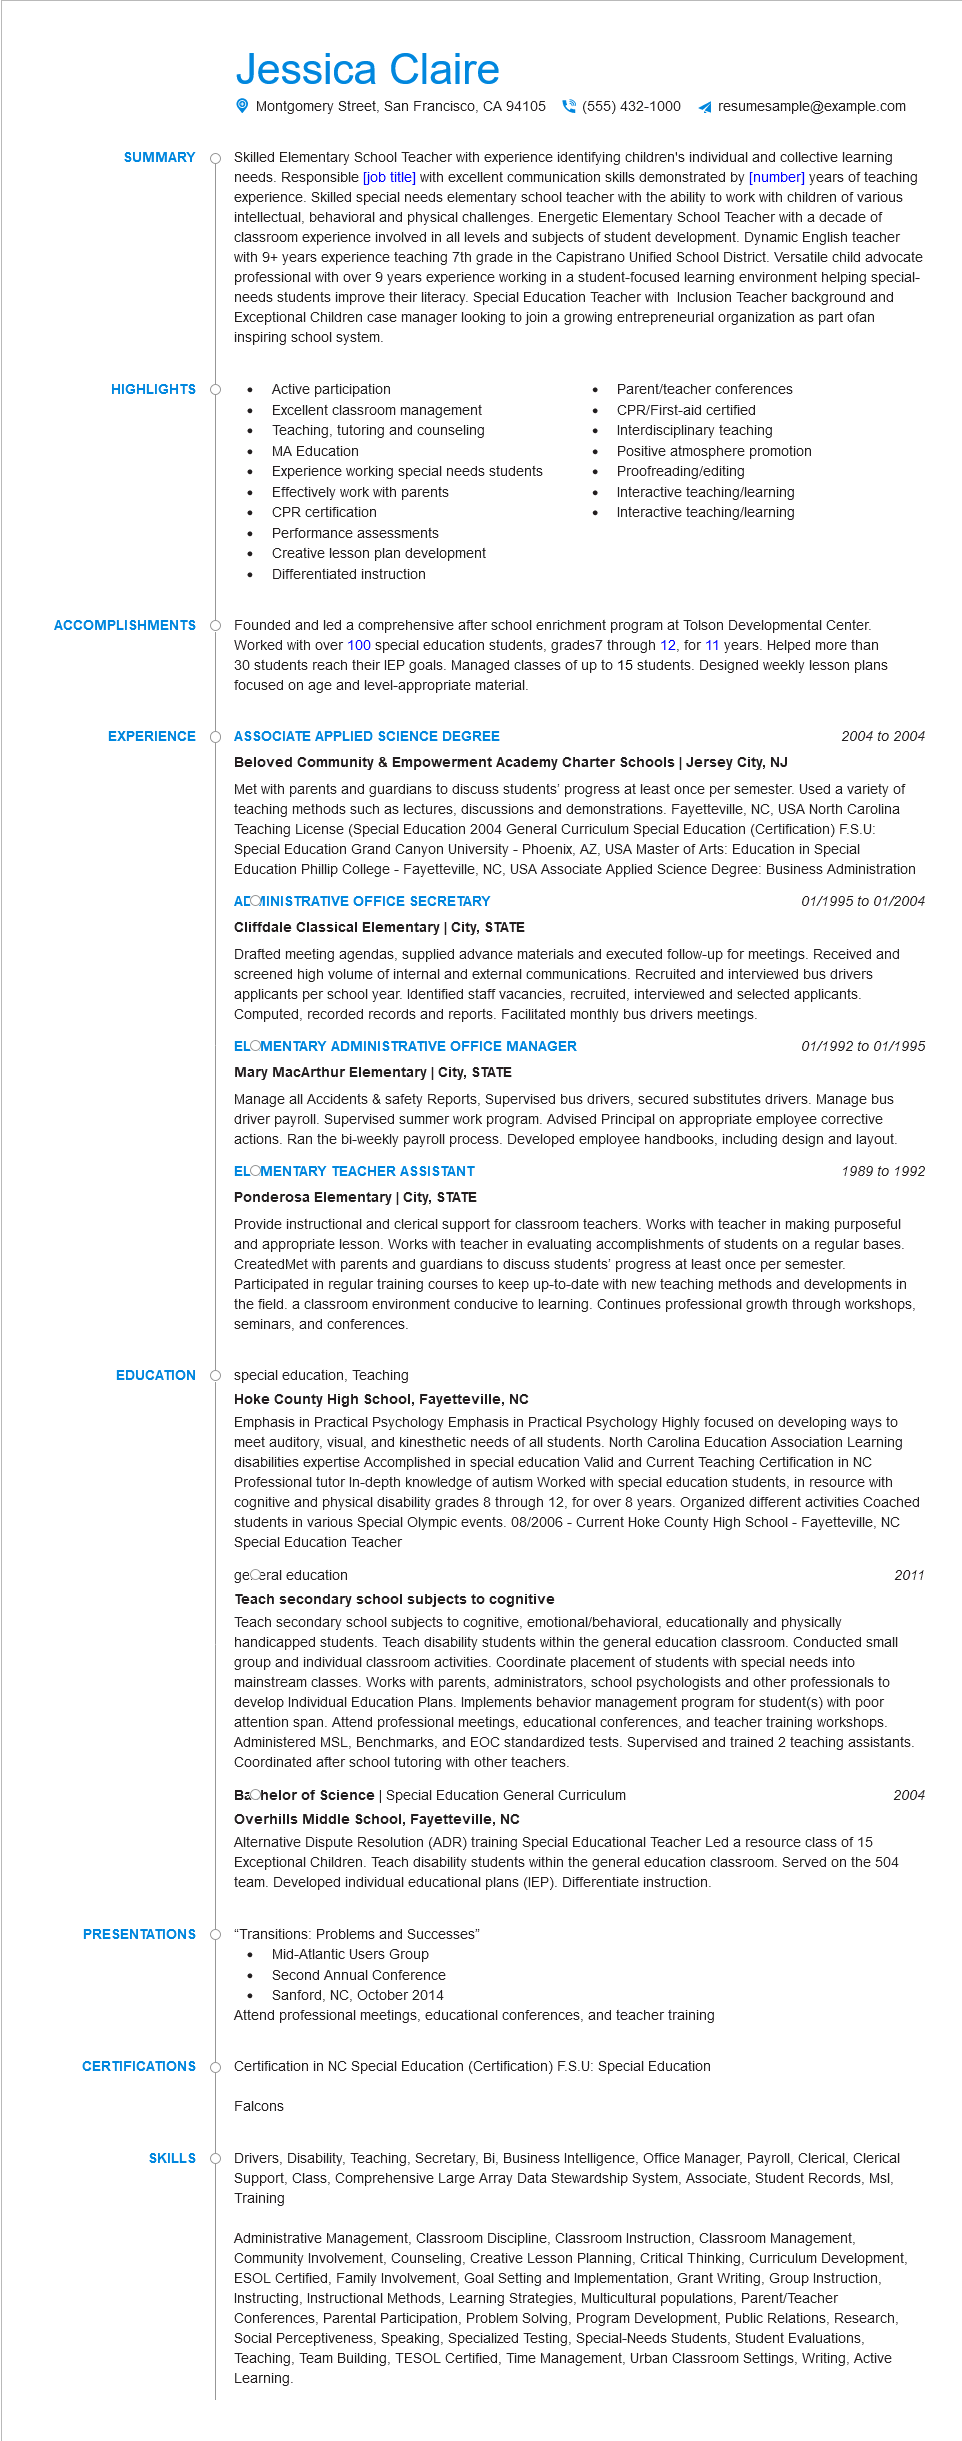 Jessica Claire
Montgomery Street, San Francisco, CA 94105 (555) 432-1000 resumesample@example.com
SUMMARY
Skilled Elementary School Teacher with experience identifying children's individual and collective learning
needs. Responsible [job title] with excellent communication skills demonstrated by [number] years of teaching
experience. Skilled special needs elementary school teacher with the ability to work with children of various
intellectual, behavioral and physical challenges. Energetic Elementary School Teacher with a decade of
classroom experience involved in all levels and subjects of student development. Dynamic English teacher
with 9+ years experience teaching 7th grade in the Capistrano Unified School District. Versatile child advocate
professional with over 9 years experience working in a student-focused learning environment helping special-
needs students improve their literacy. Special Education Teacher with  Inclusion Teacher background and
Exceptional Children case manager looking to join a growing entrepreneurial organization as part ofan
inspiring school system.
HIGHLIGHTS
Active participation
Excellent classroom management
Teaching, tutoring and counseling
MA Education
Experience working special needs students
Effectively work with parents
CPR certification
Performance assessments
Creative lesson plan development
Differentiated instruction
Parent/teacher conferences
CPR/First-aid certified
Interdisciplinary teaching
Positive atmosphere promotion
Proofreading/editing
Interactive teaching/learning
Interactive teaching/learning
ACCOMPLISHMENTS
Founded and led a comprehensive after school enrichment program at Tolson Developmental Center.
Worked with over 100 special education students, grades7 through 12, for 11 years. Helped more than
30 students reach their IEP goals. Managed classes of up to 15 students. Designed weekly lesson plans
focused on age and level-appropriate material.
EXPERIENCE
ASSOCIATE APPLIED SCIENCE DEGREE 2004 to 2004
Beloved Community & Empowerment Academy Charter Schools | Jersey City, NJ
Met with parents and guardians to discuss students’ progress at least once per semester. Used a variety of
teaching methods such as lectures, discussions and demonstrations. Fayetteville, NC, USA North Carolina
Teaching License (Special Education 2004 General Curriculum Special Education (Certification) F.S.U:
Special Education Grand Canyon University - Phoenix, AZ, USA Master of Arts: Education in Special
Education Phillip College - Fayetteville, NC, USA Associate Applied Science Degree: Business Administration
ADMINISTRATIVE OFFICE SECRETARY 01/1995 to 01/2004
Cliffdale Classical Elementary | City, STATE
Drafted meeting agendas, supplied advance materials and executed follow-up for meetings. Received and
screened high volume of internal and external communications. Recruited and interviewed bus drivers
applicants per school year. Identified staff vacancies, recruited, interviewed and selected applicants.
Computed, recorded records and reports. Facilitated monthly bus drivers meetings.
ELEMENTARY ADMINISTRATIVE OFFICE MANAGER 01/1992 to 01/1995
Mary MacArthur Elementary | City, STATE
Manage all Accidents & safety Reports, Supervised bus drivers, secured substitutes drivers. Manage bus
driver payroll. Supervised summer work program. Advised Principal on appropriate employee corrective
actions. Ran the bi-weekly payroll process. Developed employee handbooks, including design and layout.
ELEMENTARY TEACHER ASSISTANT 1989 to 1992
Ponderosa Elementary | City, STATE
Provide instructional and clerical support for classroom teachers. Works with teacher in making purposeful
and appropriate lesson. Works with teacher in evaluating accomplishments of students on a regular bases.
CreatedMet with parents and guardians to discuss students’ progress at least once per semester.
Participated in regular training courses to keep up-to-date with new teaching methods and developments in
the field. a classroom environment conducive to learning. Continues professional growth through workshops,
seminars, and conferences.
EDUCATION
special education, Teaching
Hoke County High School, Fayetteville, NC
Emphasis in Practical Psychology Emphasis in Practical Psychology Highly focused on developing ways to
meet auditory, visual, and kinesthetic needs of all students. North Carolina Education Association Learning
disabilities expertise Accomplished in special education Valid and Current Teaching Certification in NC
Professional tutor In-depth knowledge of autism Worked with special education students, in resource with
cognitive and physical disability grades 8 through 12, for over 8 years. Organized different activities Coached
students in various Special Olympic events. 08/2006 - Current Hoke County High School - Fayetteville, NC
Special Education Teacher
general education 2011
Teach secondary school subjects to cognitive
Teach secondary school subjects to cognitive, emotional/behavioral, educationally and physically
handicapped students. Teach disability students within the general education classroom. Conducted small
group and individual classroom activities. Coordinate placement of students with special needs into
mainstream classes. Works with parents, administrators, school psychologists and other professionals to
develop Individual Education Plans. Implements behavior management program for student(s) with poor
attention span. Attend professional meetings, educational conferences, and teacher training workshops.
Administered MSL, Benchmarks, and EOC standardized tests. Supervised and trained 2 teaching assistants.
Coordinated after school tutoring with other teachers.
Bachelor of Science | Special Education General Curriculum 2004
Overhills Middle School, Fayetteville, NC
Alternative Dispute Resolution (ADR) training Special Educational Teacher Led a resource class of 15
Exceptional Children. Teach disability students within the general education classroom. Served on the 504
team. Developed individual educational plans (IEP). Differentiate instruction.
PRESENTATIONS
“Transitions: Problems and Successes”
Mid-Atlantic Users Group
Second Annual Conference
Sanford, NC, October 2014
Attend professional meetings, educational conferences, and teacher training
CERTIFICATIONS
Certification in NC Special Education (Certification) F.S.U: Special Education
Falcons
SKILLS
Drivers, Disability, Teaching, Secretary, Bi, Business Intelligence, Office Manager, Payroll, Clerical, Clerical
Support, Class, Comprehensive Large Array Data Stewardship System, Associate, Student Records, Msl,
Training
Administrative Management, Classroom Discipline, Classroom Instruction, Classroom Management,
Community Involvement, Counseling, Creative Lesson Planning, Critical Thinking, Curriculum Development,
ESOL Certified, Family Involvement, Goal Setting and Implementation, Grant Writing, Group Instruction,
Instructing, Instructional Methods, Learning Strategies, Multicultural populations, Parent/Teacher
Conferences, Parental Participation, Problem Solving, Program Development, Public Relations, Research,
Social Perceptiveness, Speaking, Specialized Testing, Special-Needs Students, Student Evaluations,
Teaching, Team Building, TESOL Certified, Time Management, Urban Classroom Settings, Writing, Active
Learning.